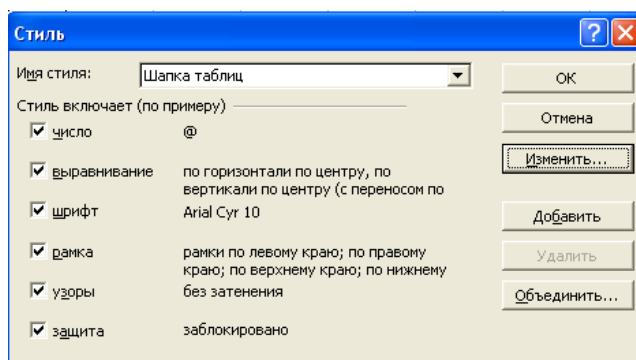 Стиль
Имя стиля: Шапка таблиц
ОК
Стиль включает (по примеру)
Отмена
число @
Изменить...
выравнивание по горизонтали по центру, по
вертикали по центру (с переносом по
шрифт Arial Cyr 10
Добавить
рамка рамки по левому краю; по правому
краю; по верхнему краю; по нижнему
Удалить
узоры без затенения
Объединить...
защита заблокировано